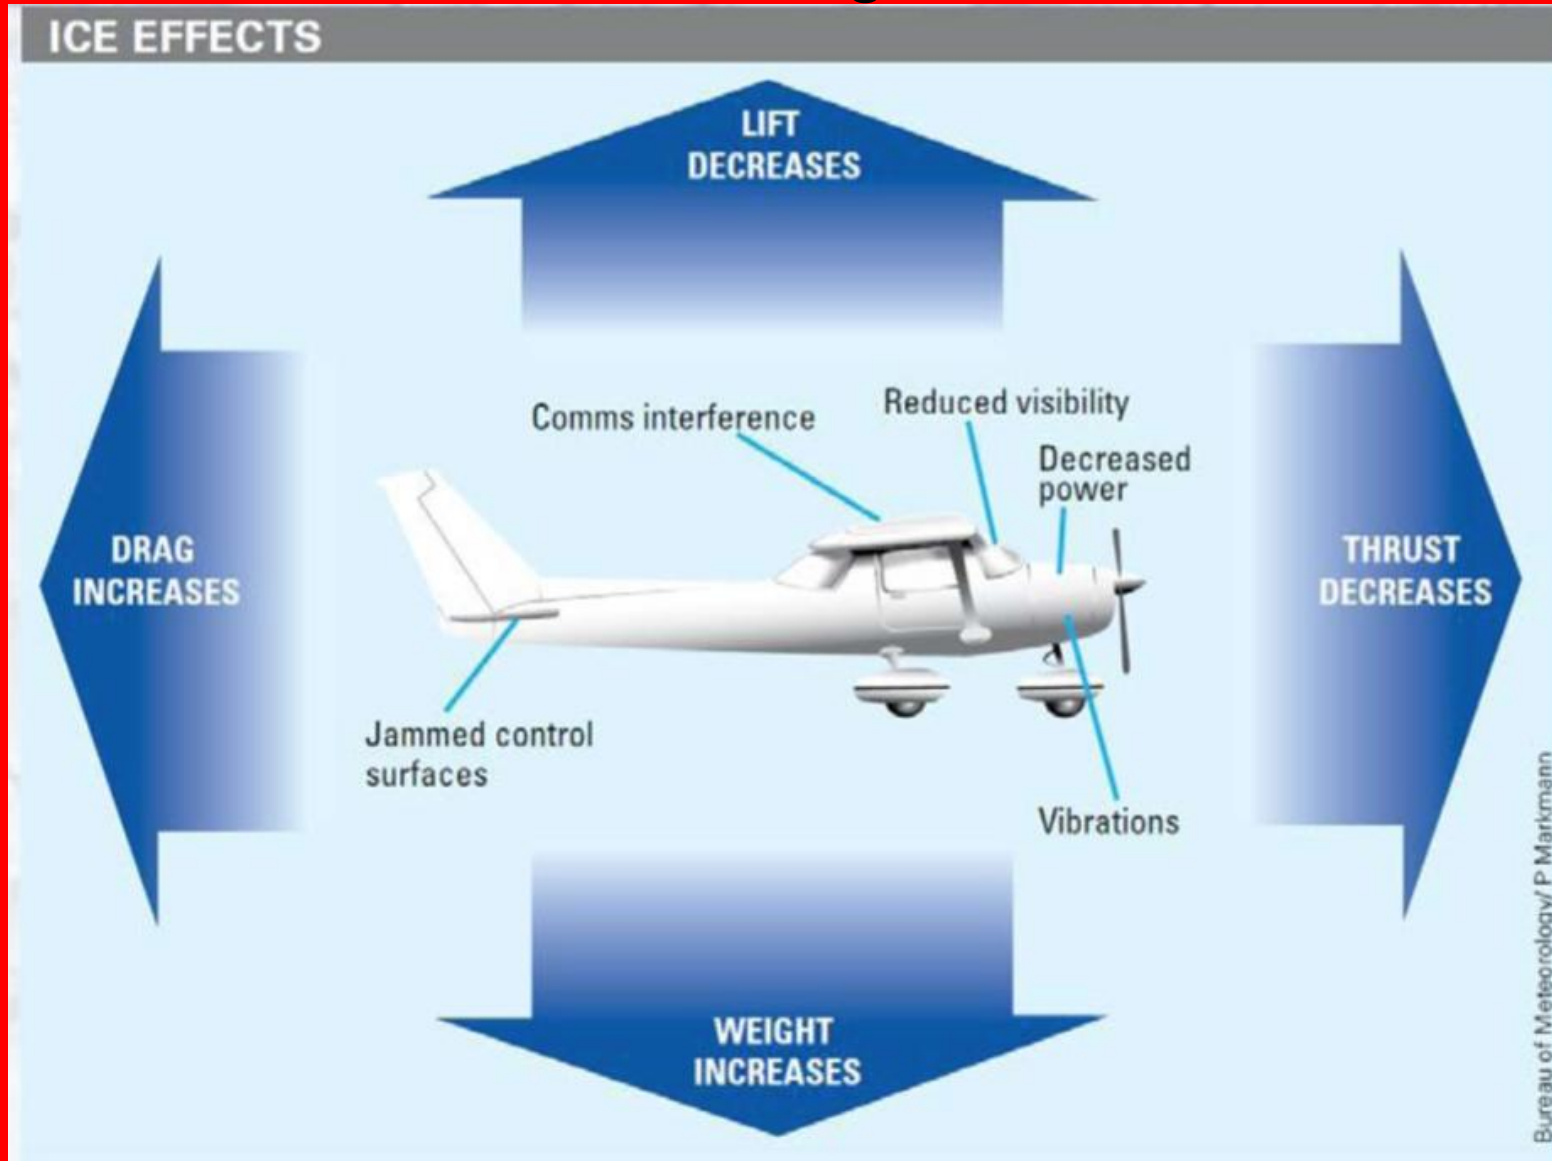 ICE EFFECTS
LIFT
DECREASES
Comms interference
Reduced visibility
Decreased
power
DRAG
INCREASES
THRUST
DECREASES
Jammed control
surfaces
Vibrations
WEIGHT
INCREASES
Bureau of Meteorology/ P Markmann